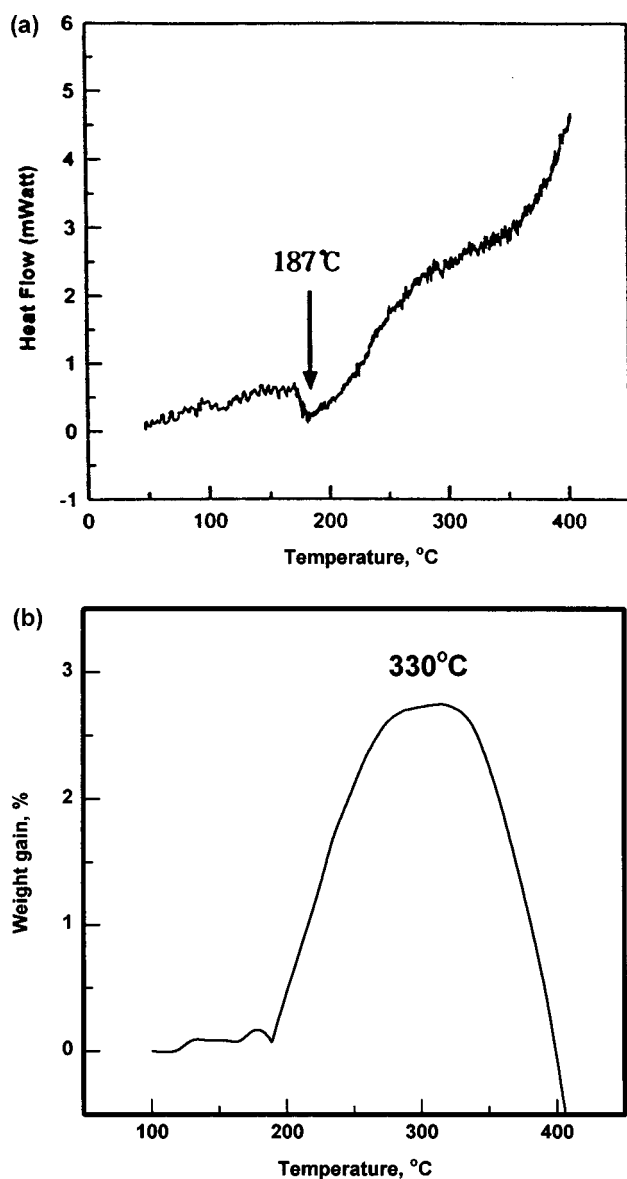 (a)
6
5
4
3
2
1
0
-1
Heat Flow (mWatt)
187℃
0 100 200 300 400
Temperature, °C
(b)
3
2
1
0
Weight gain, %
330°C
100 200 300 400
Temperature, °C